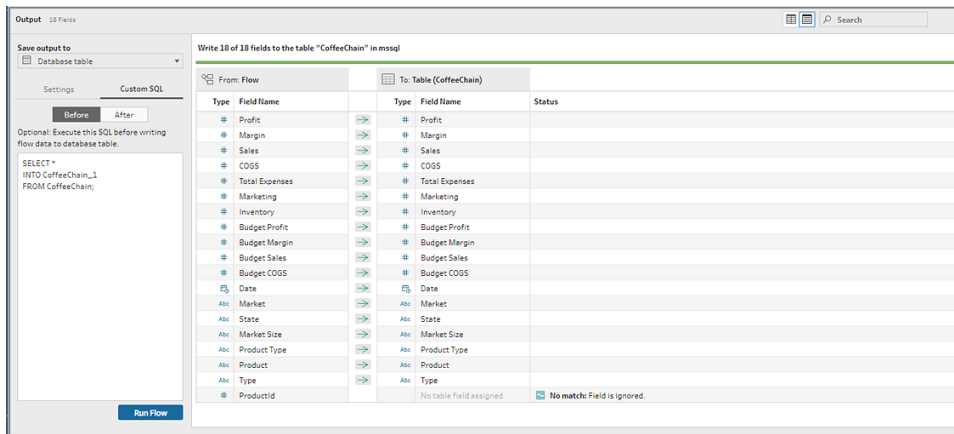 Output 18 Fields
Search
Save output to
Database table
Settings Custom SQL
Before After
Optional: Execute this SQL before writing
flow data to database table.
SELECT *
INTO CoffeeChain_1
FROM CoffeeChain;
Run Flow
Write 18 of 18 fields to the table "CoffeeChain" in mssql
From: Flow To: Table (CoffeeChain)
Type Field Name Type Field Name Status
# Profit # Profit
# Margin # Margin
# Sales # Sales
# COGS # COGS
# Total Expenses # Total Expenses
# Marketing # Marketing
# Inventory # Inventory
# Budget Profit # Budget Profit
# Budget Margin # Budget Margin
# Budget Sales # Budget Sales
# Budget COGS # Budget COGS
Date Date
Abc Market Abc Market
Abc State Abc State
Abc Market Size Abc Market Size
Abc Product Type Abc Product Type
Abc Product Abc Product
Abc Type Abc Type
# ProductId No table field assigned No match: Field is ignored.